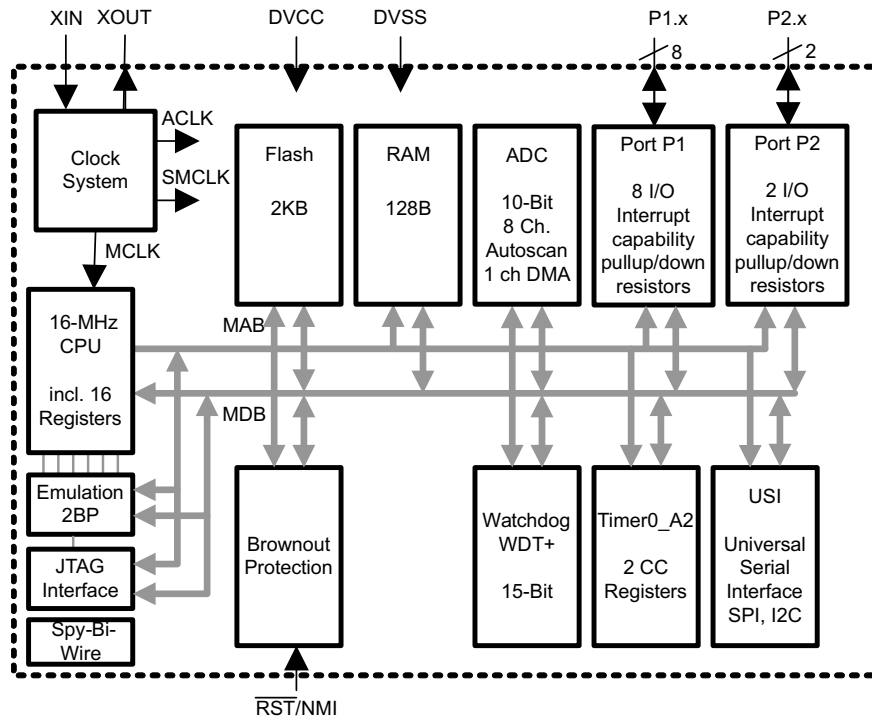 XIN XOUT DVCC DVSS P1.x P2.x
8 2
ACLK
SMCLK
MCLK
Clock
System
Flash
2KB
RAM
128B
ADC
10-Bit
8 Ch.
Autoscan
1 ch DMA
Port P1
8 I/O
Interrupt
capability
pullup/down
resistors
Port P2
2 I/O
Interrupt
capability
pullup/down
resistors
16-MHz
CPU
incl. 16
Registers
MAB
MDB
Emulation
2BP
JTAG
Interface
Spy-Bi-
Wire
Brownout
Protection
Watchdog
WDT+
15-Bit
Timer0_A2
2 CC
Registers
USI
Universal
Serial
Interface
SPI, I2C
RST/NMI